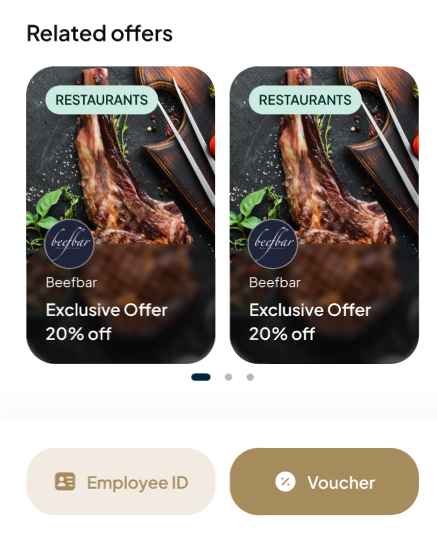 Related offers
RESTAURANTS
beefbar
Beefbar
Exclusive Offer
20% off
RESTAURANTS
beefbar
Beefbar
Exclusive Offer
20% off
Employee ID
Voucher